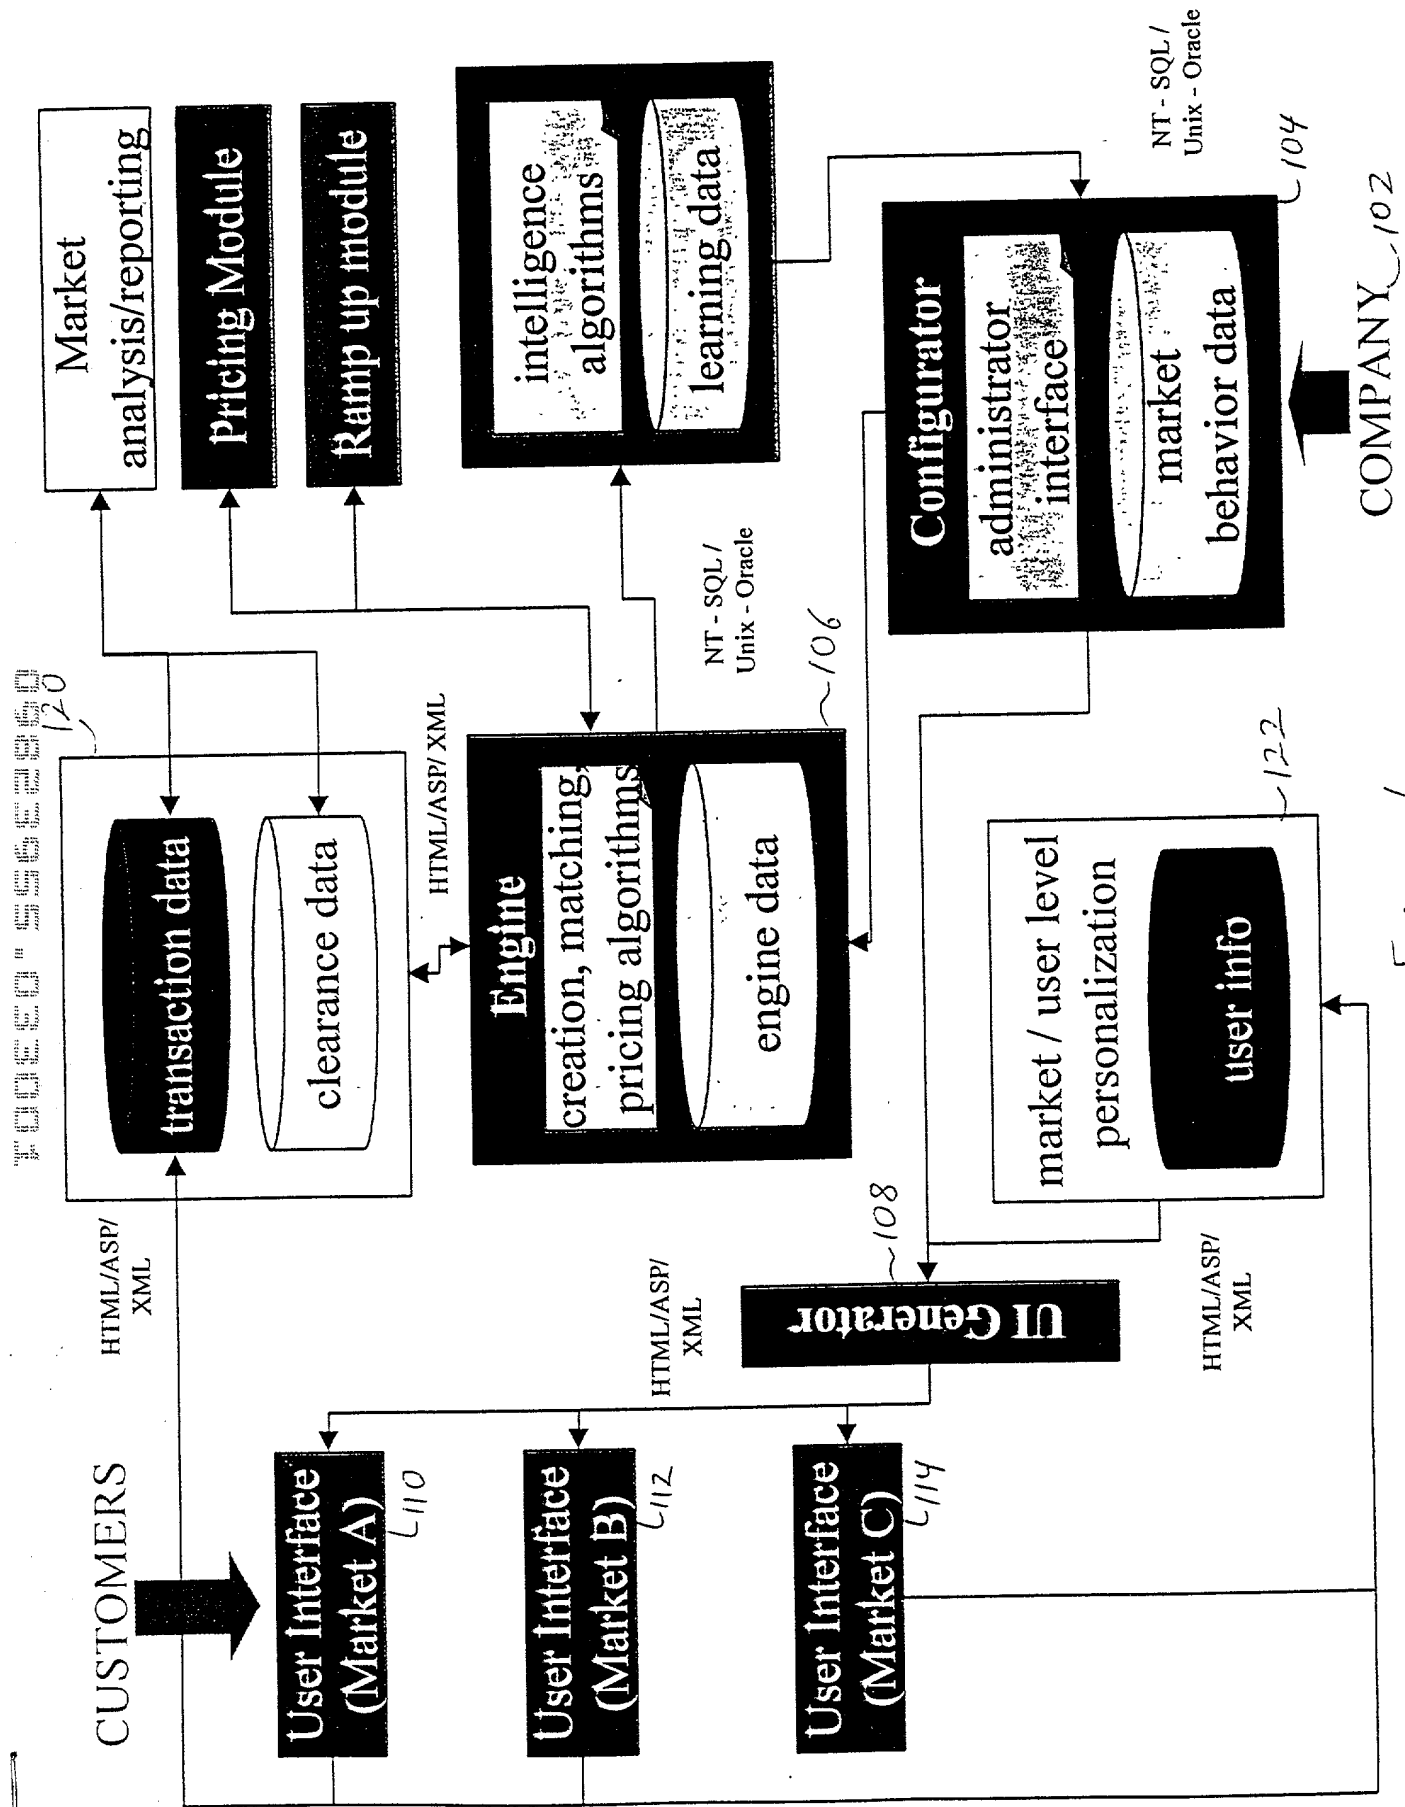 CUSTOMERS
User Interface
(Market A)
110
User Interface
(Market B)
112
User Interface
(Market C)
114
HTML/ASP/
XML
HTML/ASP/
XML
UI Generator
108
HTML/ASP/
XML
120
transaction data
clearance data
HTML/ASP/ XML
Engine
creation, matching,
pricing algorithms
engine data
106
NT - SQL /
Unix - Oracle
market / user level
personalization
user info
122
Market
analysis/reporting
Pricing Module
Ramp up module
intelligence
algorithms
learning data
NT - SQL /
Unix - Oracle
Configurator
administrator
interface
market
behavior data
104
COMPANY
102